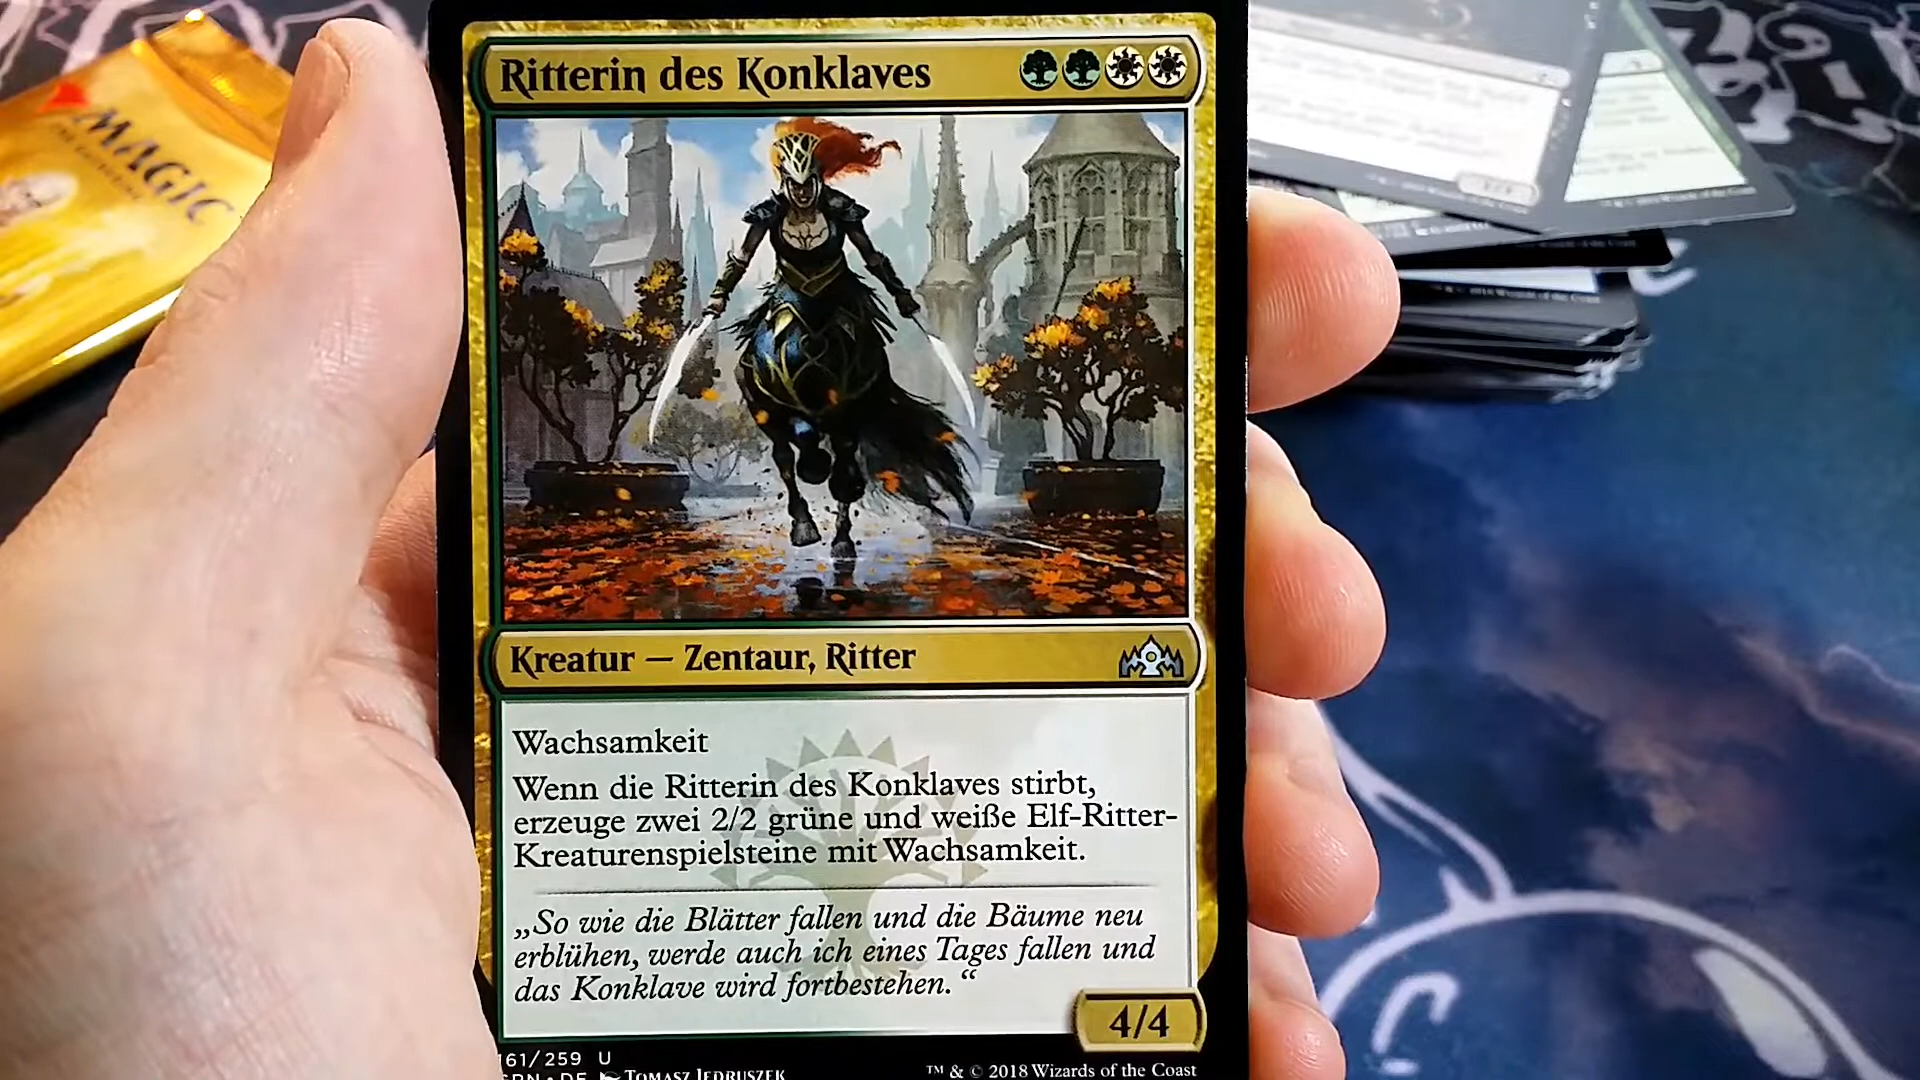 MAGIC
Ritterin des Konklaves
Kreatur — Zentaur, Ritter
Wachsamkeit
Wenn die Ritterin des Konklaves stirbt,
erzeuge zwei 2/2 grüne und weiße Elf-Ritter-
Kreaturenspielsteine mit Wachsamkeit.
„So wie die Blätter fallen und die Bäume neu
erblühen, werde auch ich eines Tages fallen und
das Konklave wird fortbestehen.“
4/4
161/259 U
GRN • DE TOMASZ JEDRUSZEK
™ & © 2018 Wizards of the Coast